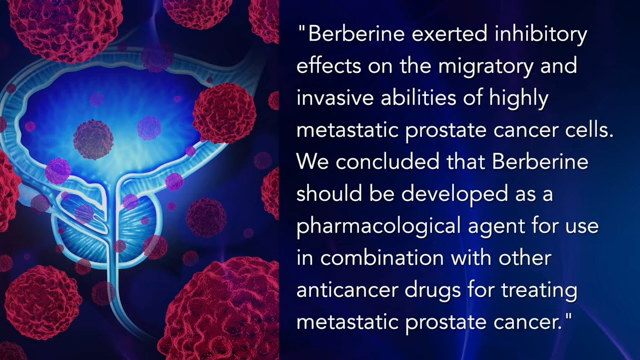 "Berberine exerted inhibitory
effects on the migratory and
invasive abilities of highly
metastatic prostate cancer cells.
We concluded that Berberine
should be developed as a
pharmacological agent for use
in combination with other
anticancer drugs for treating
metastatic prostate cancer."